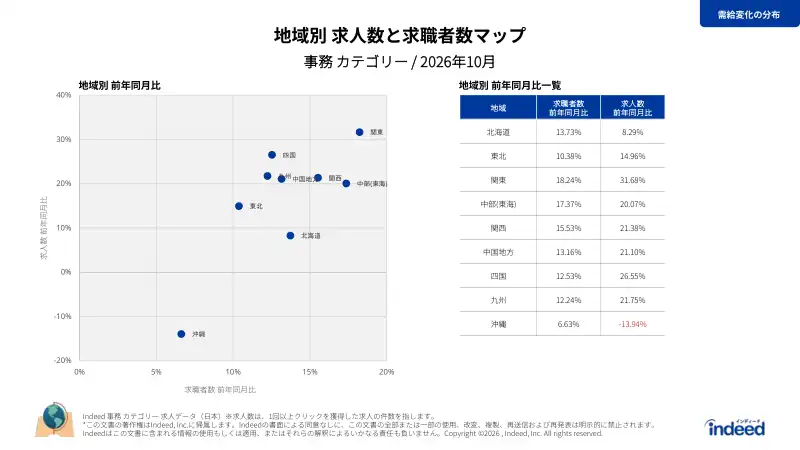 需給変化の分布
地域別 求人数と求職者数マップ
事務 カテゴリー / 2026年10月
地域別 前年同月比
40%
30%
20%
10%
0%
-10%
-20%
0%
5%
10%
15%
20%
求人数 前年同月比
求職者数 前年同月比
関東
四国
九州
中国地方
関西
中部(東海)
東北
北海道
沖縄
地域別 前年同月比一覧
地域 求職者数 前年同月比 求人数 前年同月比
北海道 13.73% 8.29%
東北 10.38% 14.96%
関東 18.24% 31.68%
中部(東海) 17.37% 20.07%
関西 15.53% 21.38%
中国地方 13.16% 21.10%
四国 12.53% 26.55%
九州 12.24% 21.75%
沖縄 6.63% -13.94%
Indeed 事務 カテゴリー 求人データ（日本）※求人数は、1回以上クリックを獲得した求人の件数を指します。
*この文書の著作権はIndeed, Inc.に帰属します。Indeedの書面による同意なしに、この文書の全部または一部の使用、改変、複製、再送信および再発表は明示的に禁止されます。
Indeedはこの文書に含まれる情報の使用もしくは適用、またはそれらの解釈によるいかなる責任も負いません。Copyright ©2026 , Indeed, Inc. All rights reserved.
インディード
indeed